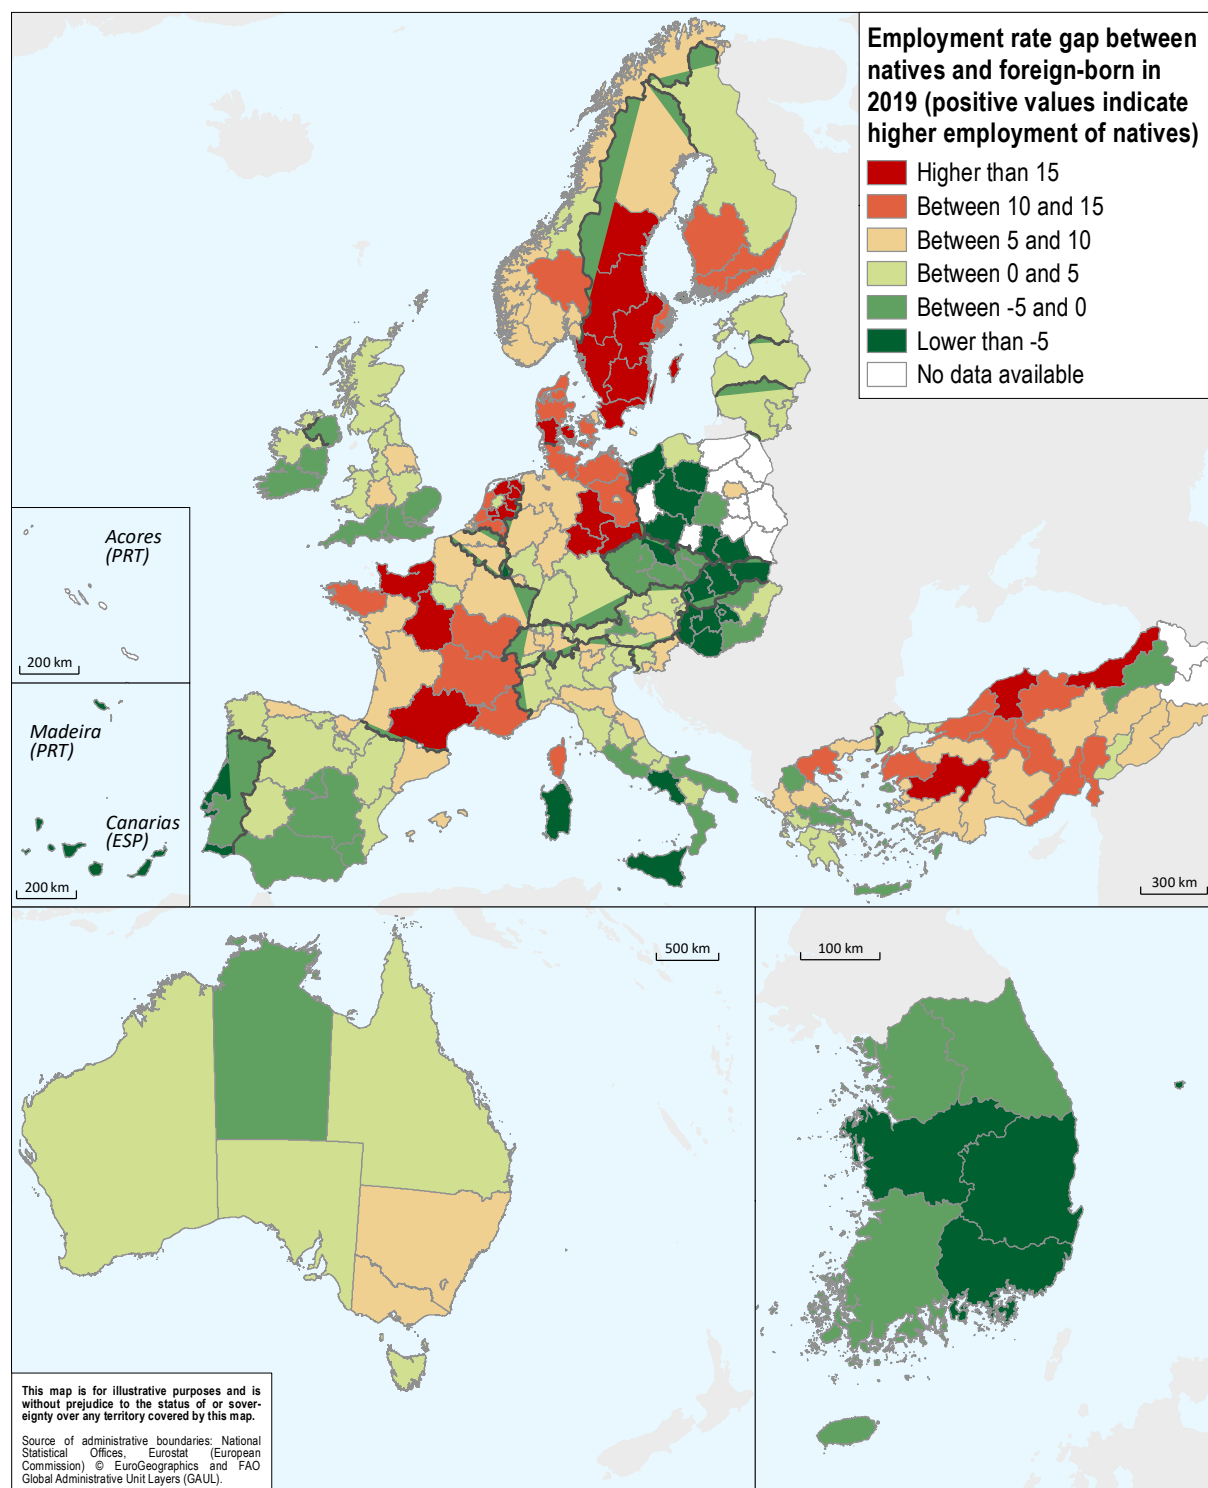 Employment rate gap between
natives and foreign-born in
2019 (positive values indicate
higher employment of natives)
Higher than 15
Between 10 and 15
Between 5 and 10
Between 0 and 5
Between -5 and 0
Lower than -5
No data available
Acores
(PRT)
200 km
Madeira
(PRT)
Canarias
(ESP)
200 km
300 km
500 km
100 km
This map is for illustrative purposes and is
without prejudice to the status of or sover-
eignty over any territory covered by this map.
Source of administrative boundaries: National
Statistical Offices, Eurostat (European
Commission) © EuroGeographics and FAO
Global Administrative Unit Layers (GAUL).